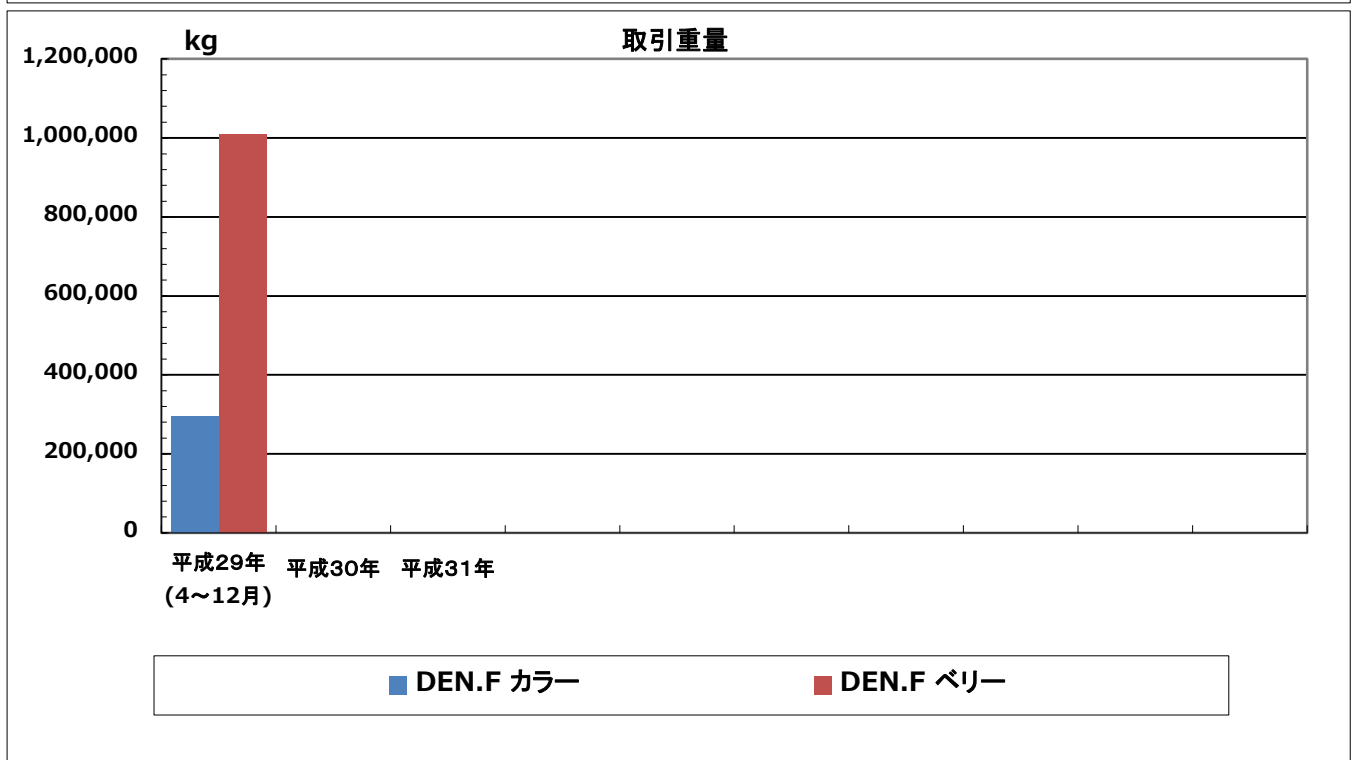 kg
取引重量
1,200,000
1,000,000
800,000
600,000
400,000
200,000
0
平成29年
(4～12月)
平成30年
平成31年
DEN.F カラー
DEN.F ベリー